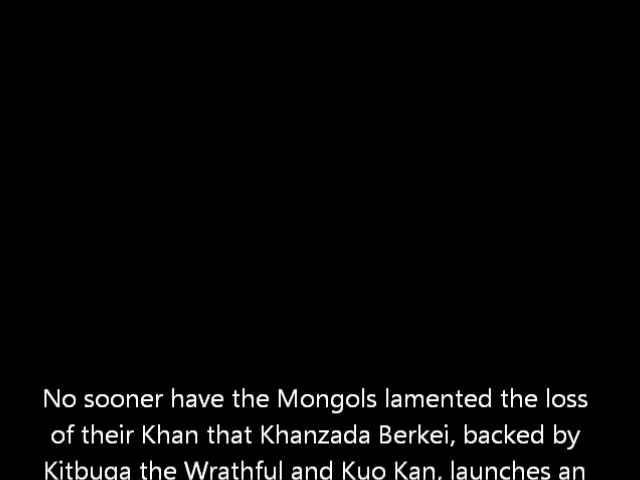 No sooner have the Mongols lamented the loss
of their Khan that Khanzada Berkei, backed by
Kitbuga the Wrathful and Kuo Kan, launches an